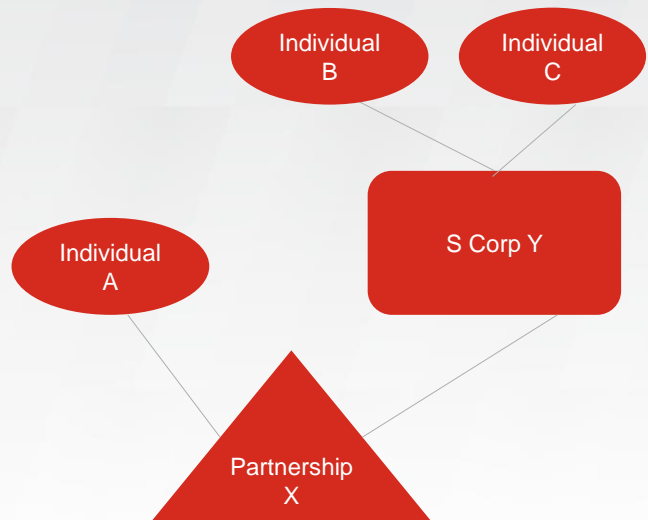 Individual
B
Individual
C
S Corp Y
Individual
A
Partnership
X